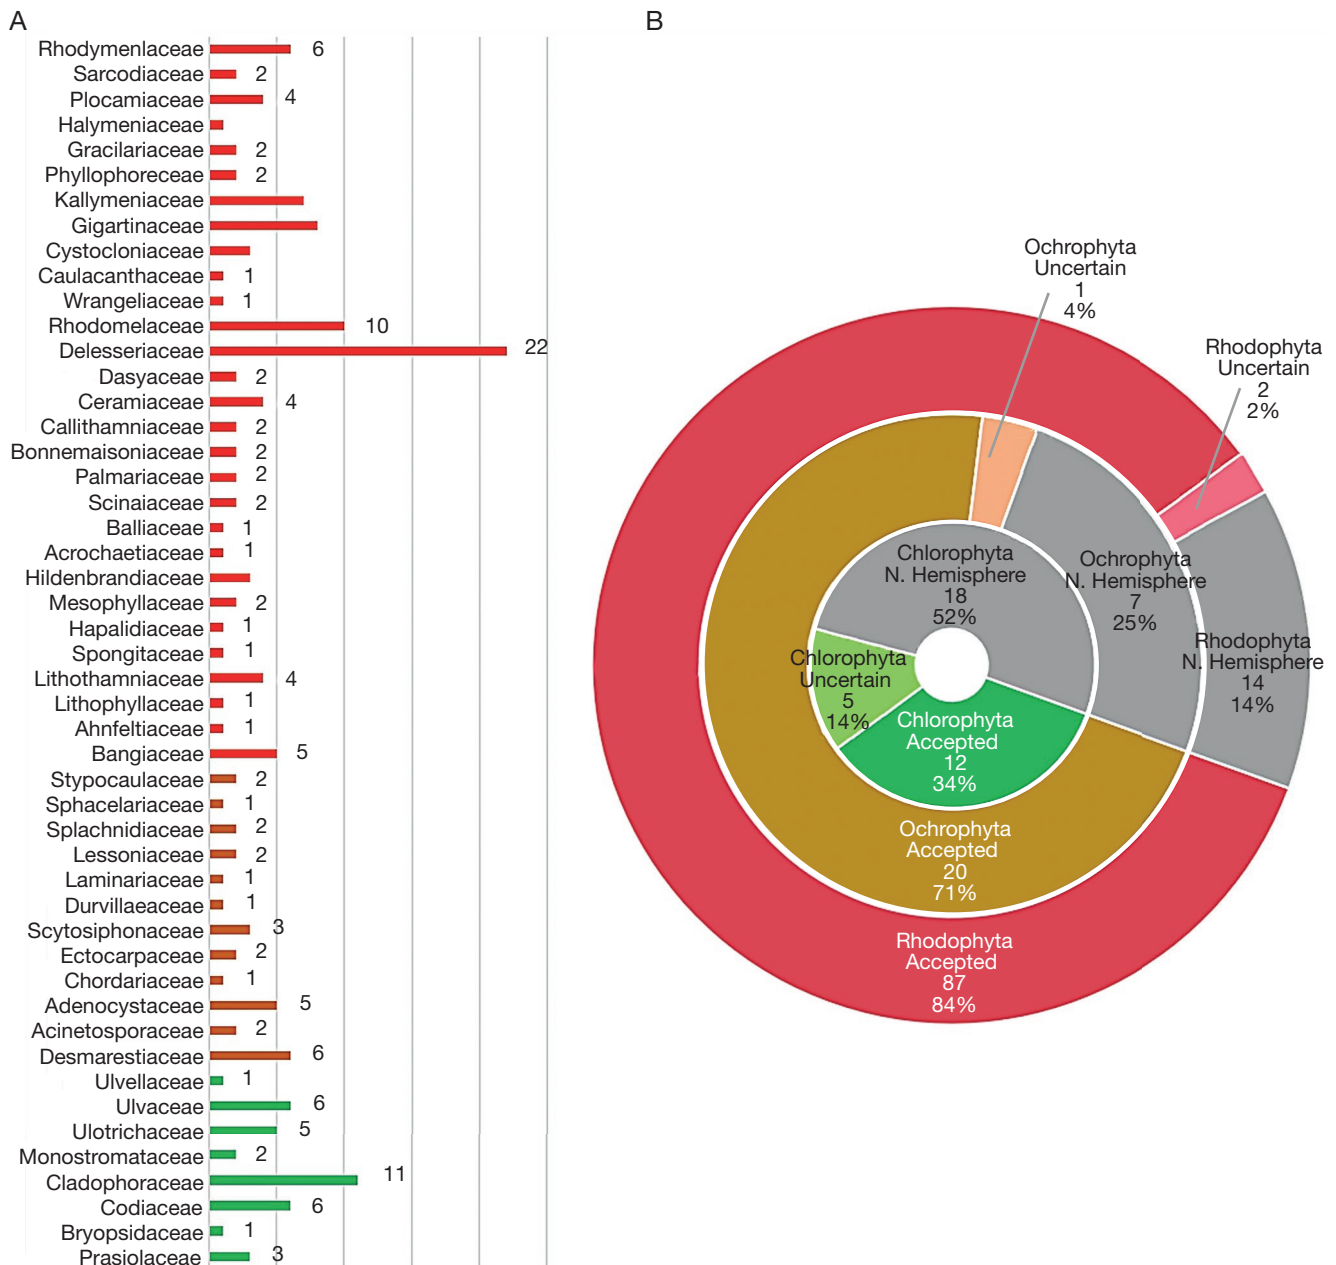 A
Rhodymenlaceae 6
Sarcodiaceae 2
Plocamiaceae 4
Halymeniaceae
Gracilariaceae 2
Phyllophoreceae 2
Kallymeniaceae
Gigartinaceae
Cystocloniaceae
Caulacanthaceae 1
Wrangeliaceae 1
Rhodomelaceae 10
Delesseriaceae 22
Dasyaceae 2
Ceramiaceae 4
Callithamniaceae 2
Bonnemaisoniaceae 2
Palmariaceae 2
Scinaiaceae 2
Balliaceae 1
Acrochaetiaceae 1
Hildenbrandiaceae
Mesophyllaceae 2
Hapalidiaceae 1
Spongitaceae 1
Lithothamniaceae 4
Lithophyllaceae 1
Ahnfeltiaceae 1
Bangiaceae 5
Stypocaulaceae 2
Sphacelariaceae 1
Splachnidiaceae 2
Lessoniaceae 2
Laminariaceae 1
Durvillaeaceae 1
Scytosiphonaceae 3
Ectocarpaceae 2
Chordariaceae 1
Adenocystaceae 5
Acinetosporaceae 2
Desmarestiaceae 6
Ulvellaceae 1
Ulvaceae 6
Ulotrichaceae 5
Monostromataceae 2
Cladophoraceae 11
Codiaceae 6
Bryopsidaceae 1
Prasiolaceae 3
B
Ochrophyta
Uncertain
1
4%
Rhodophyta
Uncertain
2
2%
Chlorophyta
N. Hemisphere
18
52%
Ochrophyta
N. Hemisphere
7
25%
Rhodophyta
N. Hemisphere
14
14%
Chlorophyta
Uncertain
5
14%
Chlorophyta
Accepted
12
34%
Ochrophyta
Accepted
20
71%
Rhodophyta
Accepted
87
84%